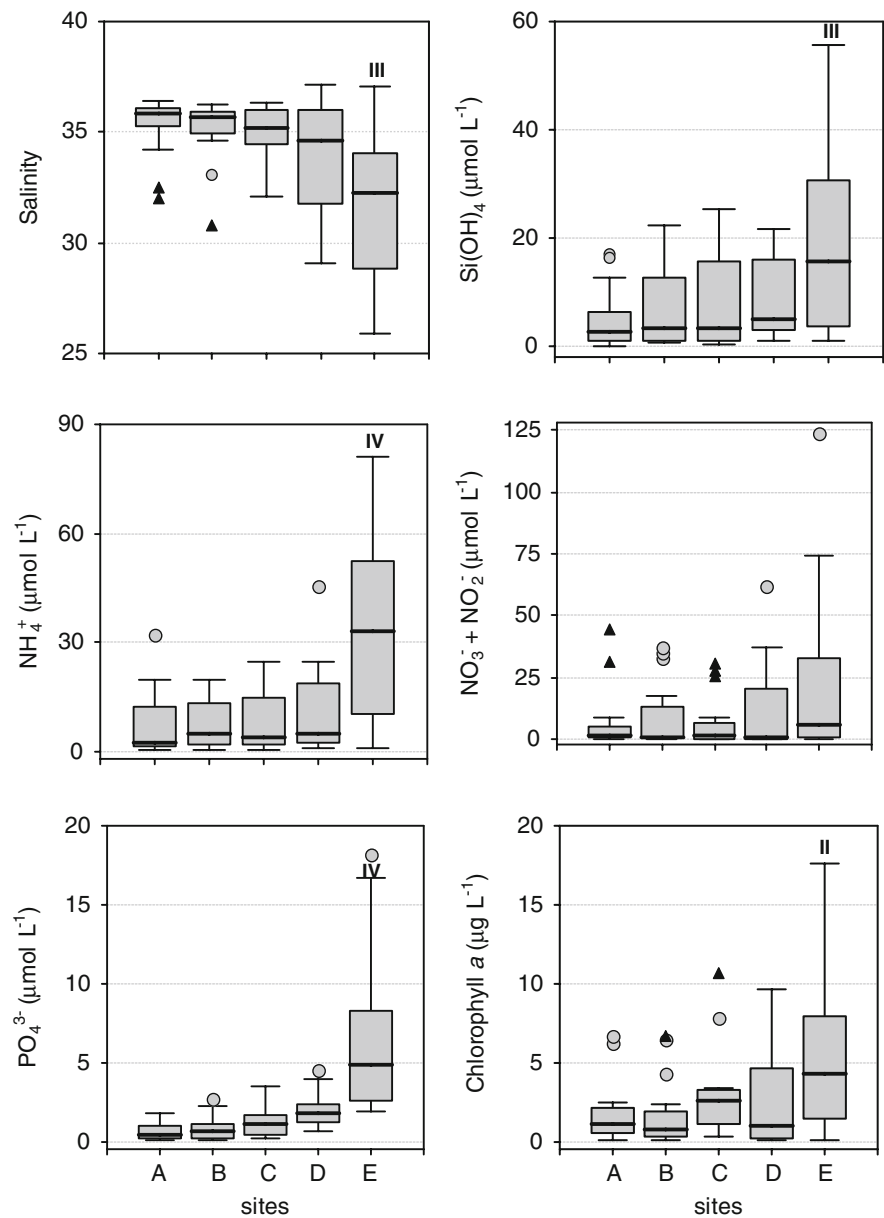 40
35
30
25
Salinity
III
60
40
20
0
Si(OH)4 (µmol L-1)
III
90
60
30
0
NH4+ (µmol L-1)
IV
125
100
75
50
25
0
NO3- + NO2- (µmol L-1)
20
15
10
5
0
PO43- (µmol L-1)
IV
A B C D E
sites
20
15
10
5
0
Chlorophyll a (µg L-1)
II
A B C D E
sites